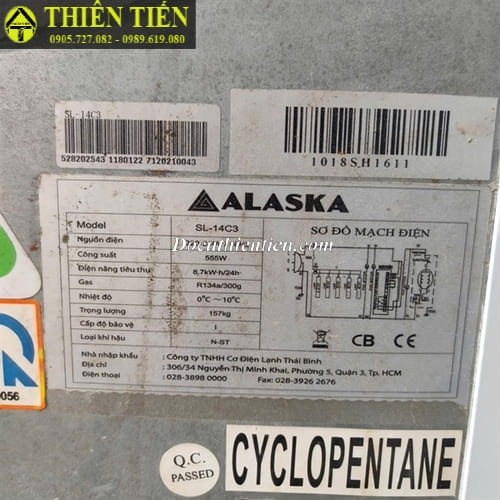 THIÊN TIẾN
0905.727.082 - 0989.619.080
SL-14C3
528202543 1180122 7120210043
1018SH1611
ALASKA
Model SL-14C3
Nguồn điện
Công suất 555W
Điện năng tiêu thụ 6,7kW·h/24h
Gas R134a/300g
Nhiệt độ 0°C ~10°C
Trọng lượng 157kg
Cấp độ bảo vệ I
Loại khí hậu N-ST
SƠ ĐỒ MẠCH ĐIỆN
Docuthientien.com
CB CE
Nhà nhập khẩu : Công ty TNHH Cơ Điện Lạnh Thái Bình
Địa chỉ : 306/34 Nguyễn Thị Minh Khai, Phường 5, Quận 3, Tp. HCM
Điện thoại : 028-3898 0000 Fax: 028-3926 2676
0056
Q.C.
PASSED
CYCLOPENTANE